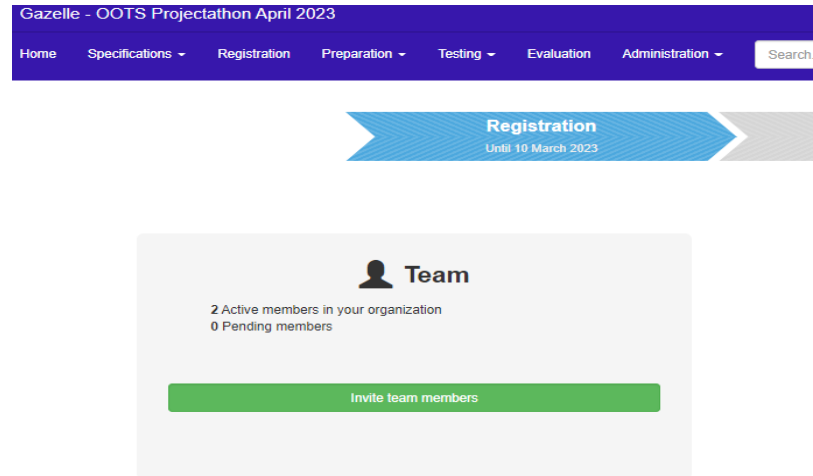 Gazelle - OOTS Projectathon April 2023
Home Specifications Registration Preparation Testing Evaluation Administration Search.
Registration
Until 10 March 2023
Team
2 Active members in your organization
0 Pending members
Invite team members